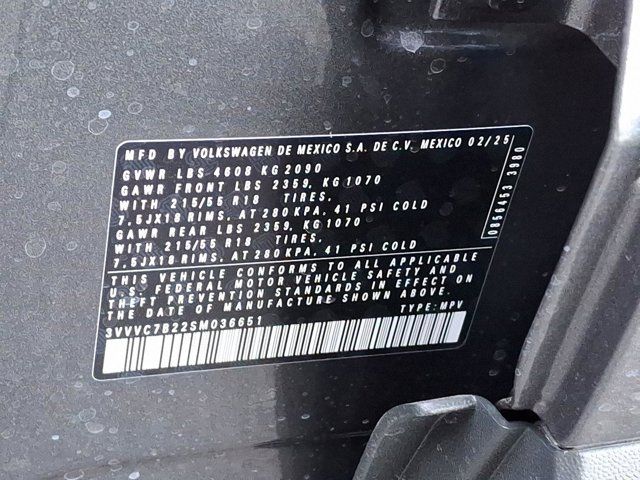 MFD BY VOLKSWAGEN DE MEXICO S.A. DE C.V. MEXICO 02/25
GVWR LBS 4608 KG 2090
GAWR FRONT LBS 2359, KG1070
WITH 215/55 R18 TIRES.
7,5JX18 RIMS. AT 280 KPA, 41 PSI COLD
GAWR REAR LBS 2359, KG1070
WITH 215/55 R18 TIRES.
7,5JX18 RIMS. AT 280 KPA, 41 PSI COLD
THIS VEHICLE CONFORMS TO ALL APPLICABLE
U.S. FEDERAL MOTOR VEHICLE SAFETY AND
THEFT PREVENTION STANDARDS IN EFFECT ON
THE DATE OF MANUFACTURE SHOWN ABOVE.
3VVVC7B22SM036651 TYPE: MPV
0856453 3980